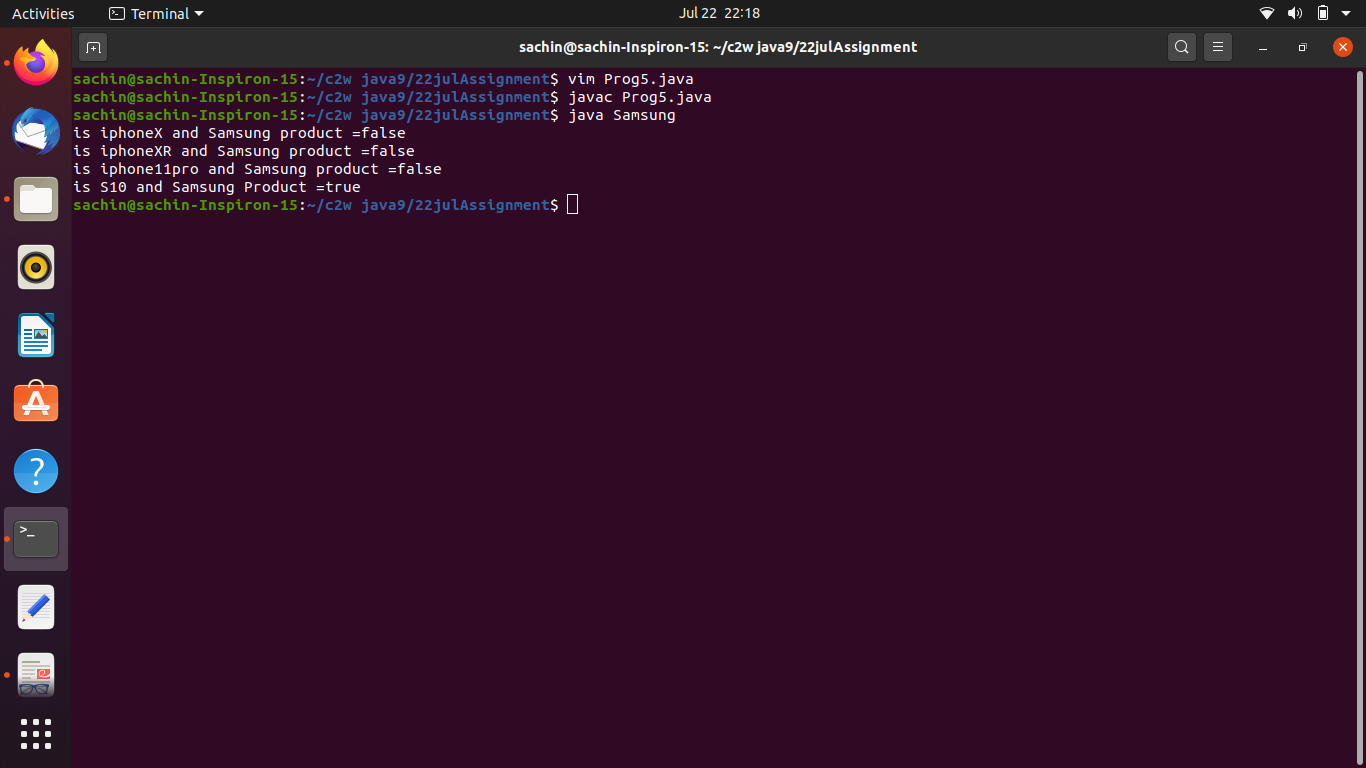 Activities
Terminal
Jul 22 22:18
sachin@sachin-Inspiron-15: ~/c2w java9/22julAssignment
sachin@sachin-Inspiron-15:~/c2w java9/22julAssignment$ vim Prog5.java
sachin@sachin-Inspiron-15:~/c2w java9/22julAssignment$ javac Prog5.java
sachin@sachin-Inspiron-15:~/c2w java9/22julAssignment$ java Samsung
is iphoneX and Samsung product =false
is iphoneXR and Samsung product =false
is iphone11pro and Samsung product =false
is S10 and Samsung Product =true
sachin@sachin-Inspiron-15:~/c2w java9/22julAssignment$